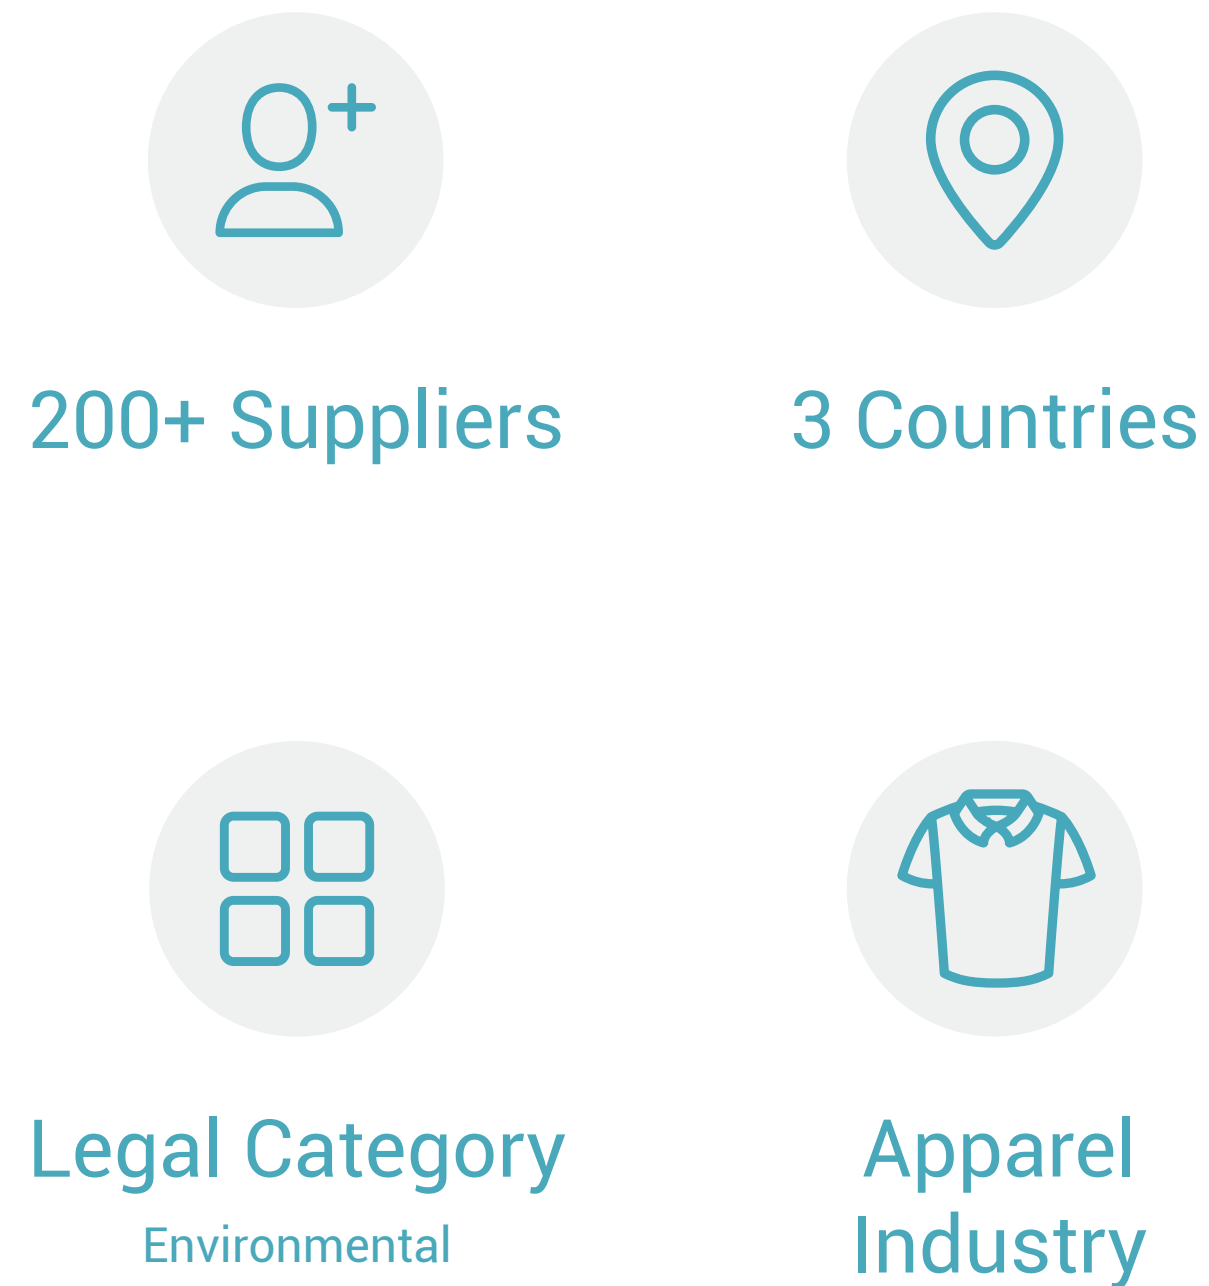 200+ Suppliers
3 Countries
Legal Category
Environmental
Apparel
Industry